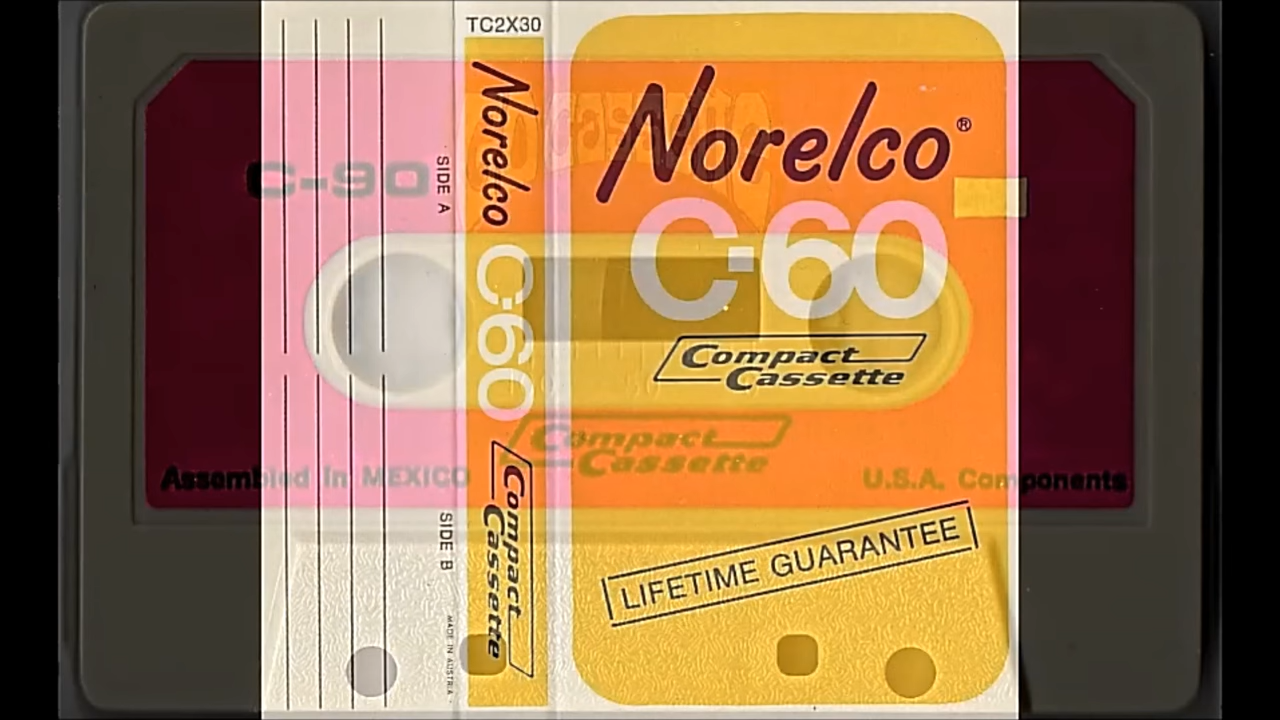 TC2X30
Norelco
C·60
Compact
Cassette
SIDE A
SIDE B
MADE IN AUSTRIA
Norelco®
C·60
Compact
Cassette
LIFETIME GUARANTEE
C-90
Compact
Cassette
Assembled In MEXICO
U.S.A. Components